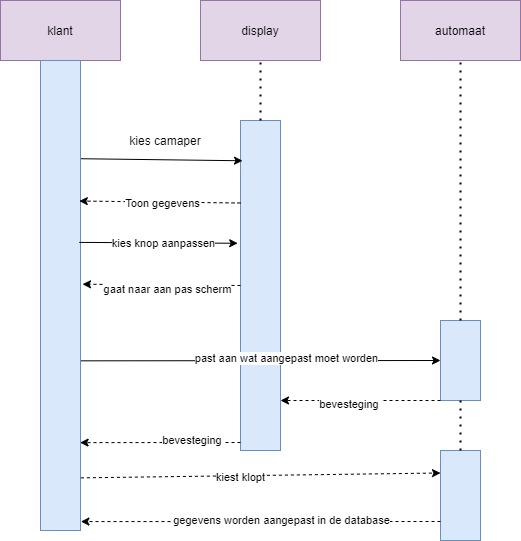 klant
display
automaat
kies camaper
Toon gegevens
kies knop aanpassen
gaat naar aan pas scherm
past aan wat aangepast moet worden
bevesteging
bevesteging
kiest klopt
gegevens worden aangepast in de database